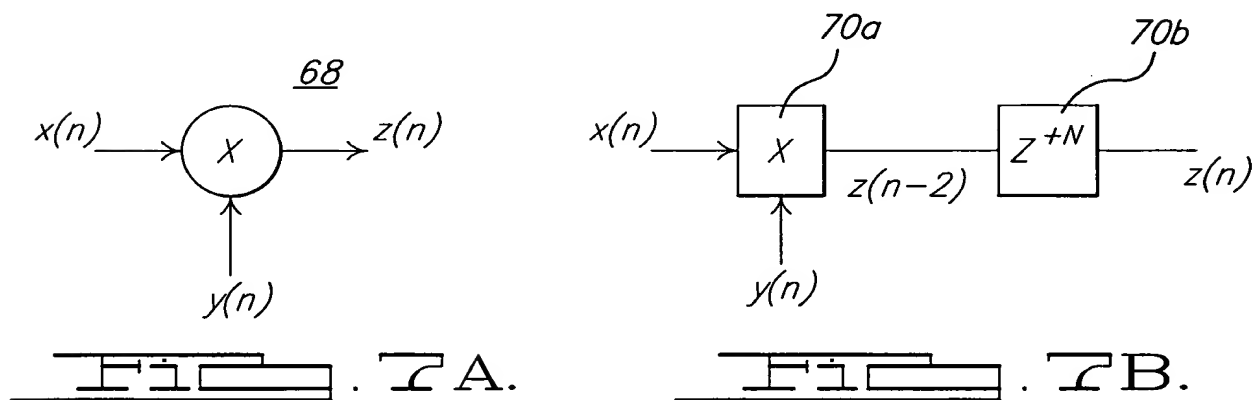 68
x(n)
X
z(n)
y(n)
Fig. 7A.
70a
70b
x(n)
X
z(n-2)
Z+N
z(n)
y(n)
Fig. 7B.